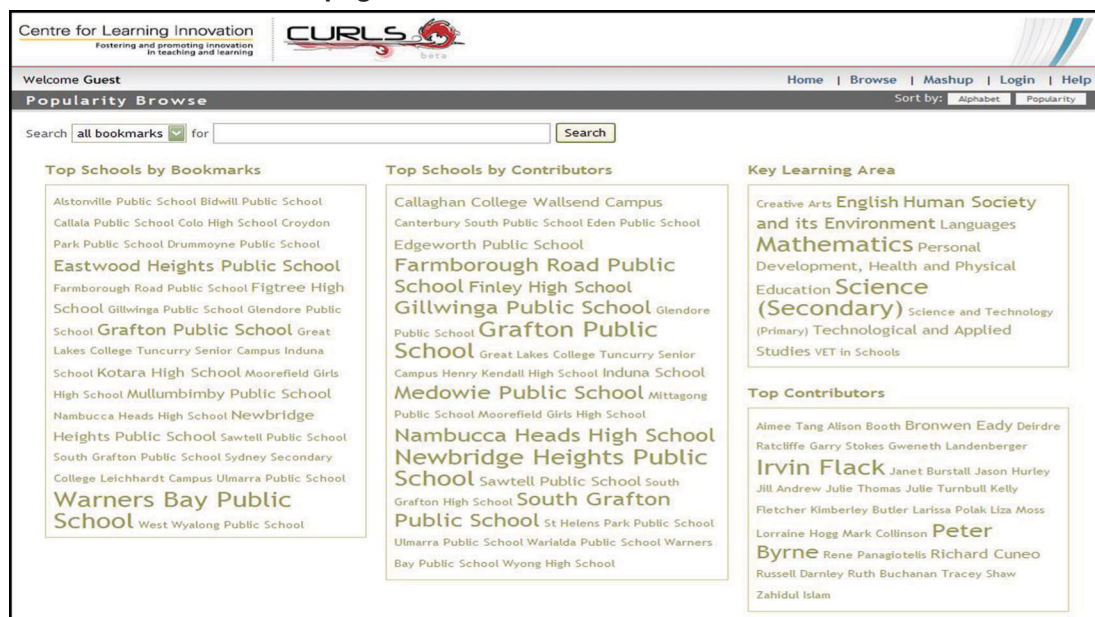 Centre for Learning Innovation
Fostering and promoting innovation
in teaching and learning
CURLS
beta
Welcome Guest
Home | Browse | Mashup | Login | Help
Popularity Browse
Sort by: Alphabet Popularity
Search all bookmarks for Search
Top Schools by Bookmarks
Alstonville Public School Bidwill Public School
Callala Public School Colo High School Croydon
Park Public School Drummoyne Public School
Eastwood Heights Public School
Farmborough Road Public School Figtree High
School Gillwinga Public School Glendore Public
School Grafton Public School Great
Lakes College Tuncurry Senior Campus Induna
School Kotara High School Moorefield Girls
High School Mullumbimby Public School
Nambucca Heads High School Newbridge
Heights Public School Sawtell Public School
South Grafton Public School Sydney Secondary
College Leichhardt Campus Ulmarra Public School
Warners Bay Public
School West Wyalong Public School
Top Schools by Contributors
Callaghan College Wallsend Campus
Canterbury South Public School Eden Public School
Edgeworth Public School
Farmborough Road Public
School Finley High School
Gillwinga Public School Glendore
Public School Grafton Public
School Great Lakes College Tuncurry Senior
Campus Henry Kendall High School Induna School
Medowie Public School Mittagong
Public School Moorefield Girls High School
Nambucca Heads High School
Newbridge Heights Public
School Sawtell Public School South
Grafton High School South Grafton
Public School St Helens Park Public School
Ulmarra Public School Warialda Public School Warners
Bay Public School Wyong High School
Key Learning Area
Creative Arts English Human Society
and its Environment Languages
Mathematics Personal
Development, Health and Physical
Education Science
(Secondary) Science and Technology
(Primary) Technological and Applied
Studies VET in Schools
Top Contributors
Aimee Tang Alison Booth Bronwen Eady Deirdre
Ratcliffe Garry Stokes Gweneth Landenberger
Irvin Flack Janet Burstall Jason Hurley
Jill Andrew Julie Thomas Julie Turnbull Kelly
Fletcher Kimberley Butler Larissa Polak Liza Moss
Lorraine Hogg Mark Collinson Peter
Byrne Rene Panagiotelis Richard Cuneo
Russell Darnley Ruth Buchanan Tracey Shaw
Zahidul Islam